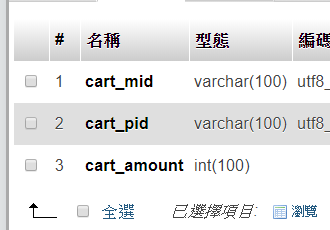 # 名稱 型態 編碼
1 cart_mid varchar(100) utf8_
2 cart_pid varchar(100) utf8_
3 cart_amount int(100)
全選 已選擇項目: 瀏覽